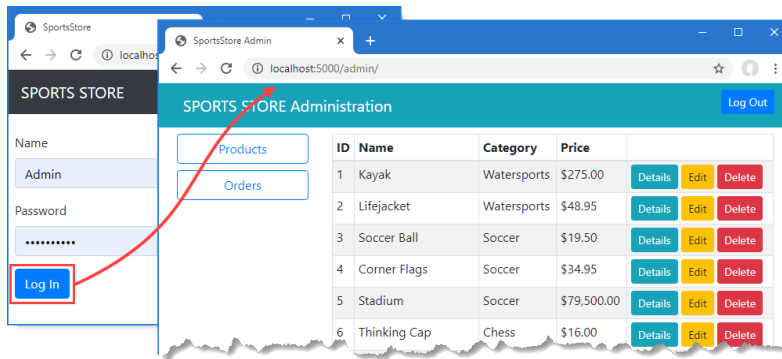 SportsStore
localhos
SPORTS STORE
Name
Admin
Password
••••••••••
Log In
SportsStore Admin
localhost:5000/admin/
SPORTS STORE Administration
Log Out
Products
Orders
ID Name Category Price
1 Kayak Watersports $275.00 Details Edit Delete
2 Lifejacket Watersports $48.95 Details Edit Delete
3 Soccer Ball Soccer $19.50 Details Edit Delete
4 Corner Flags Soccer $34.95 Details Edit Delete
5 Stadium Soccer $79,500.00 Details Edit Delete
6 Thinking Cap Chess $16.00 Details Edit Delete